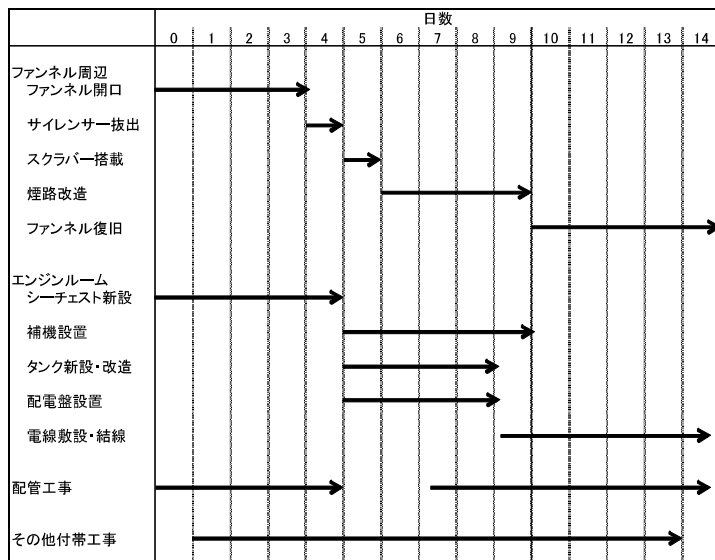 日数
0 1 2 3 4 5 6 7 8 9 10 11 12 13 14
ファンネル周辺
ファンネル開口
サイレンサー抜出
スクラバー搭載
煙路改造
ファンネル復旧
エンジンルーム
シーチェスト新設
補機設置
タンク新設・改造
配電盤設置
電線敷設・結線
配管工事
その他付帯工事